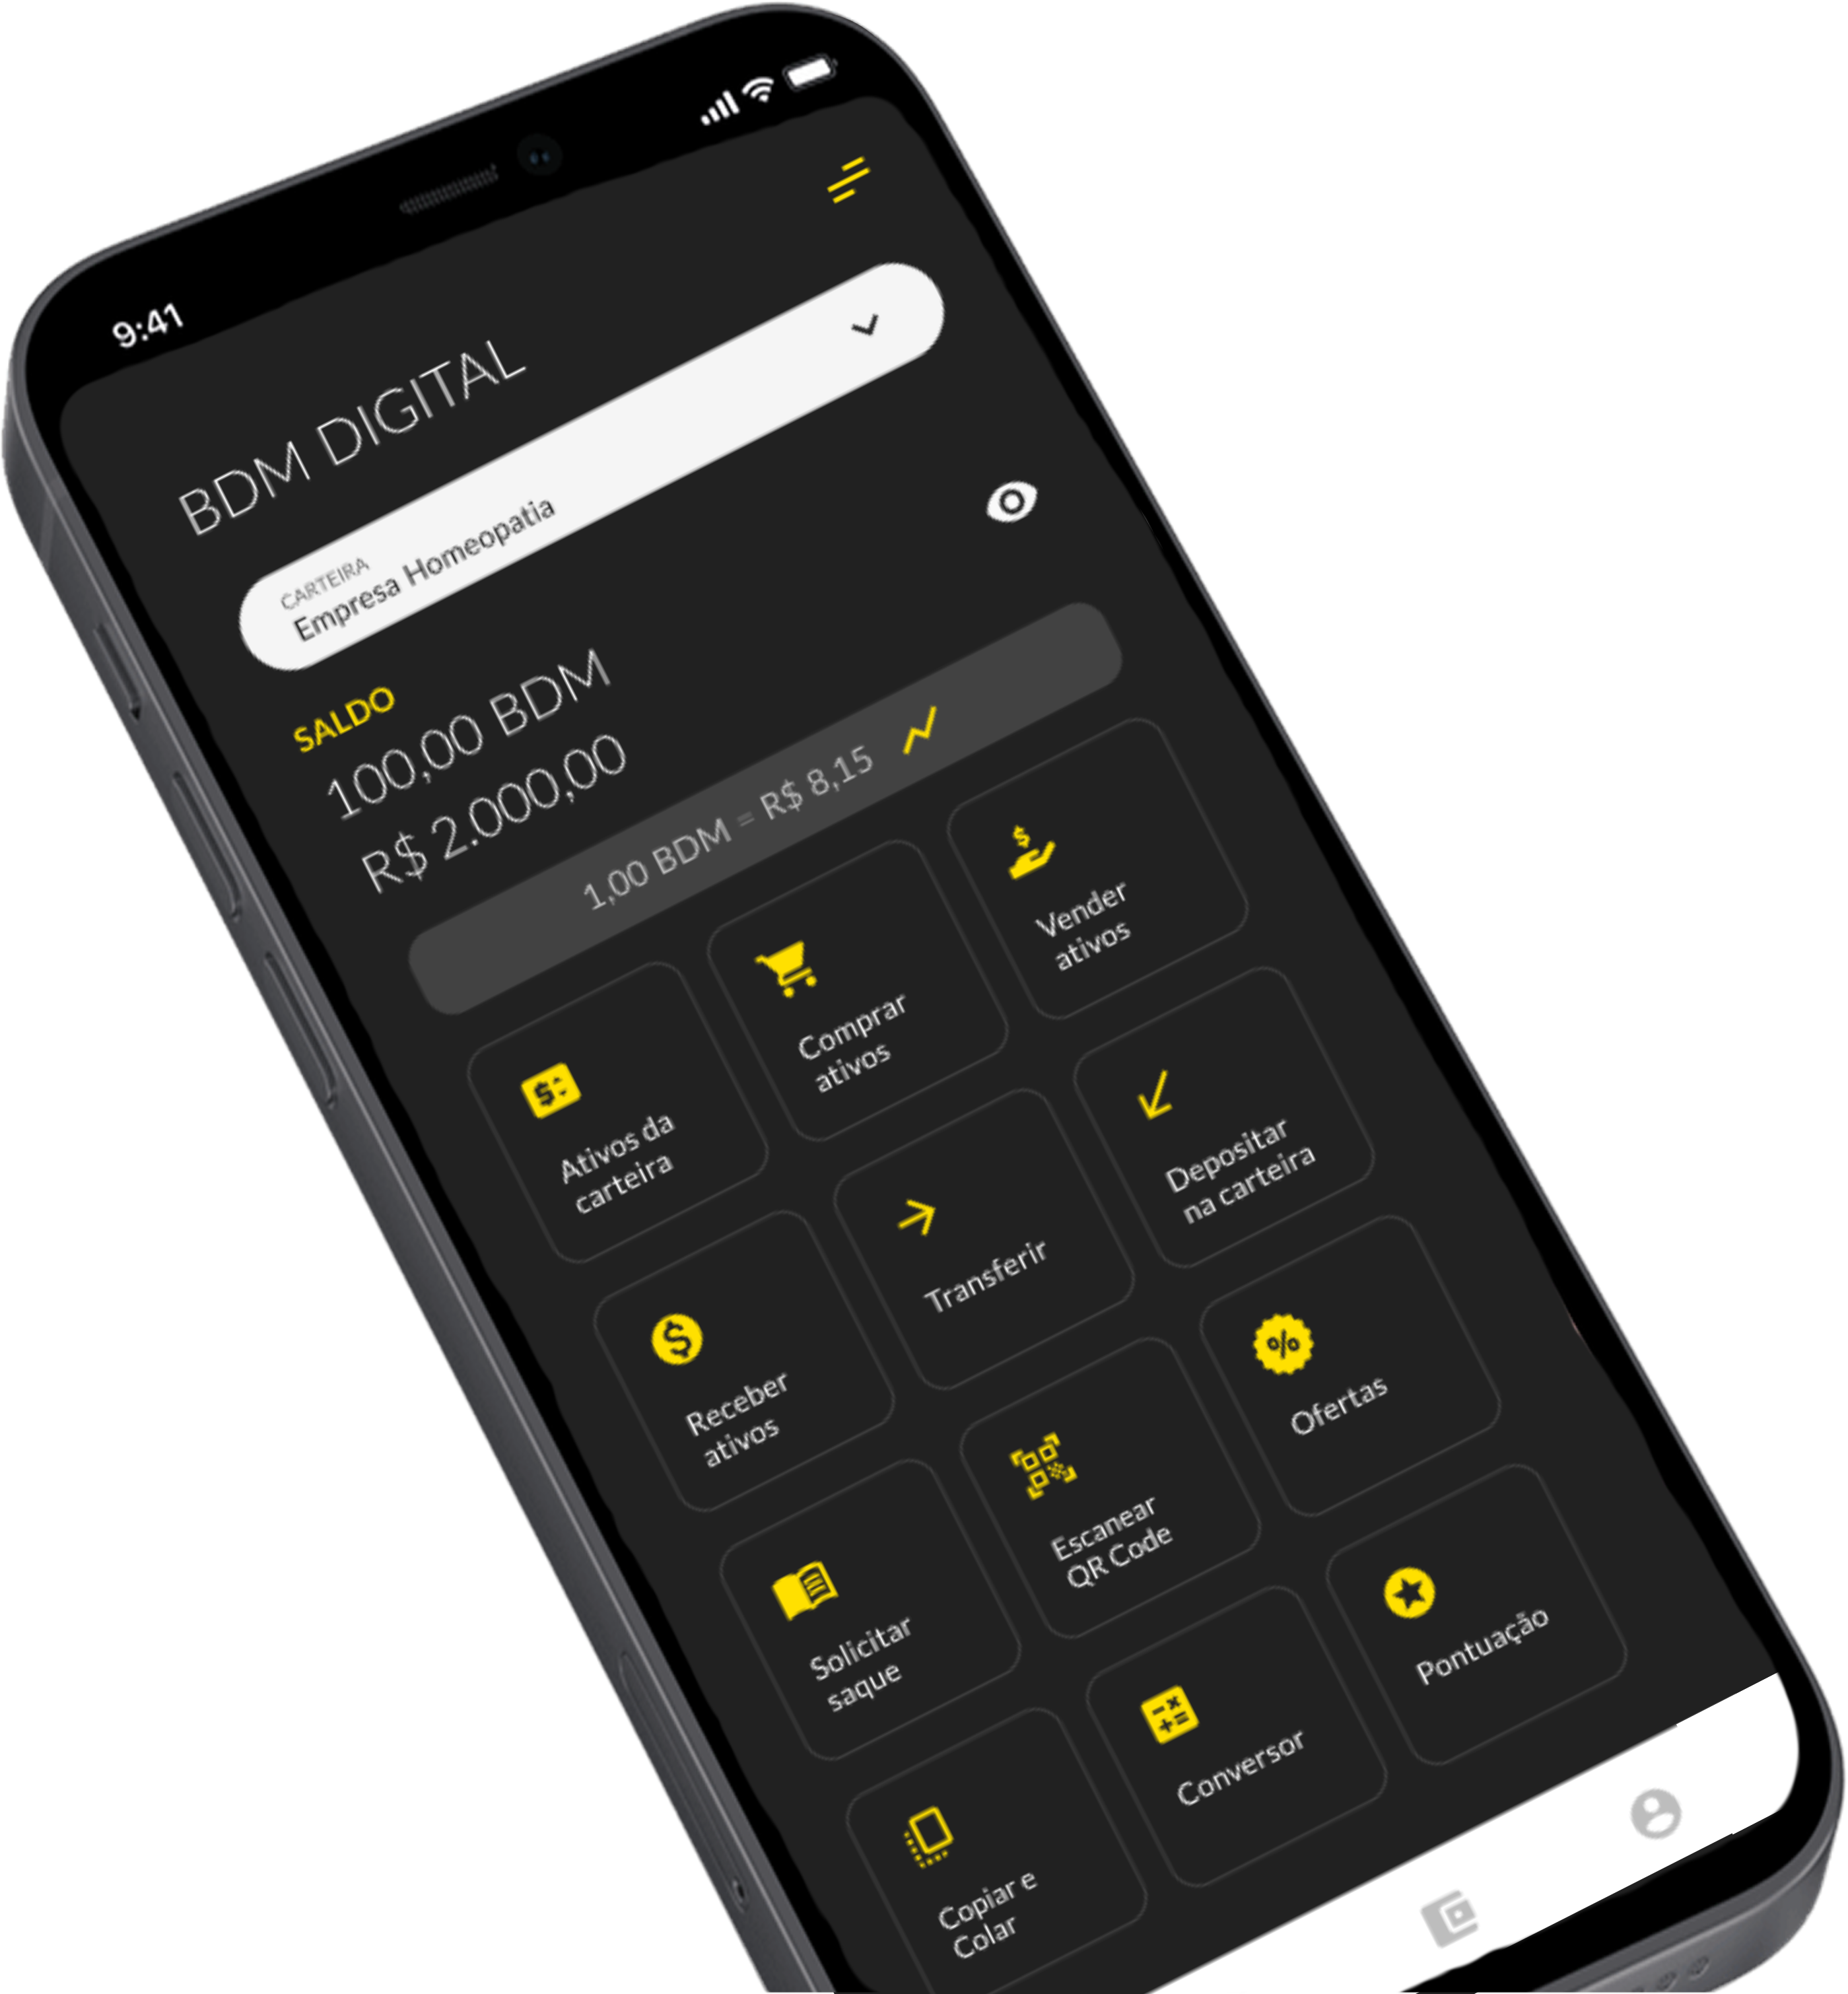 9:41
BDM DIGITAL
CARTEIRA
Empresa Homeopatia
SALDO
100,00 BDM
R$ 2.000,00
1,00 BDM = R$ 8,15
Ativos da
carteira
Comprar
ativos
Vender
ativos
Receber
ativos
Transferir
Depositar
na carteira
Solicitar
saque
Escanear
QR Code
Ofertas
Copiar e
Colar
Conversor
Pontuação